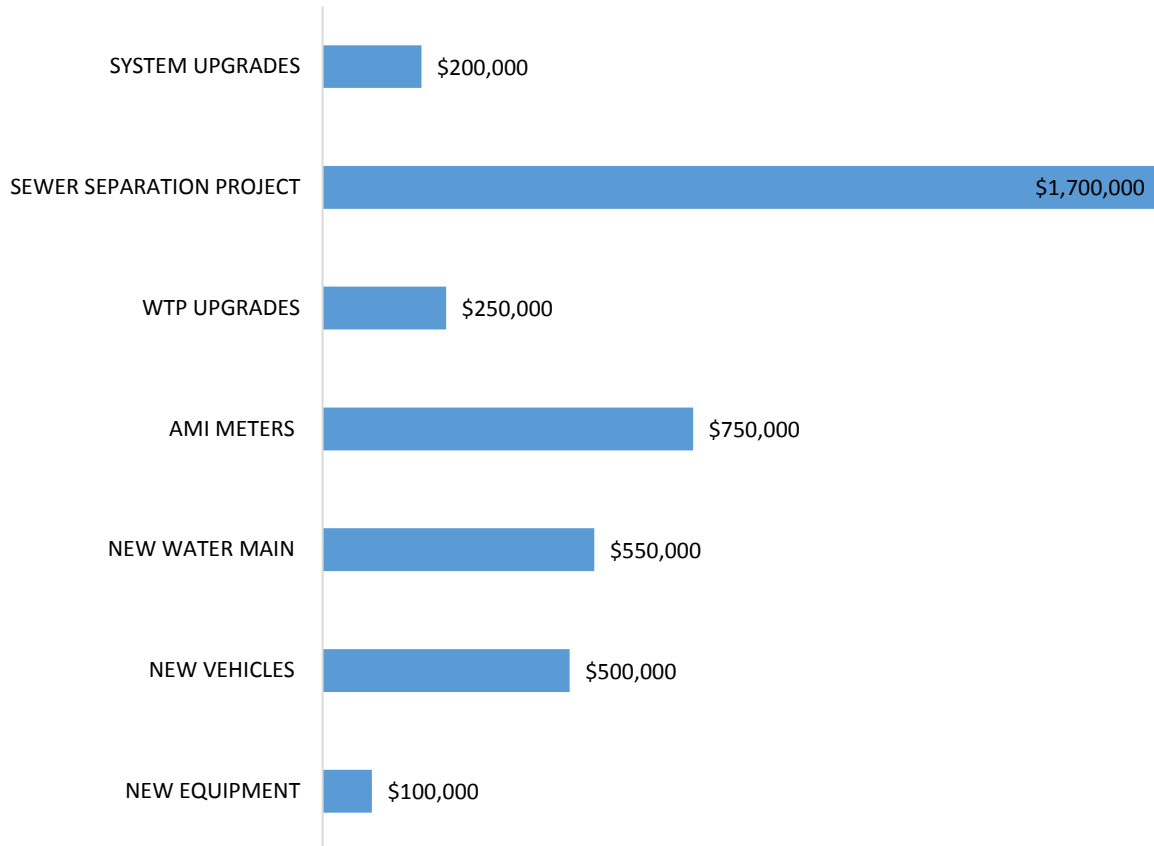 SYSTEM UPGRADES $200,000
SEWER SEPARATION PROJECT $1,700,000
WTP UPGRADES $250,000
AMI METERS $750,000
NEW WATER MAIN $550,000
NEW VEHICLES $500,000
NEW EQUIPMENT $100,000